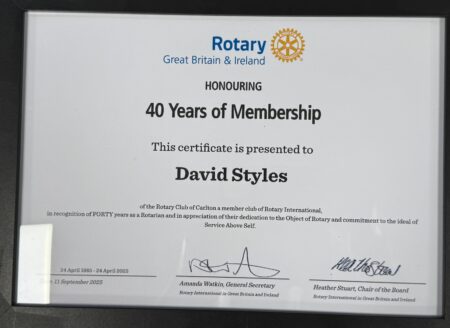 Rotary
Great Britain & Ireland
HONOURING
40 Years of Membership
This certificate is presented to
David Styles
of the Rotary Club of Carlton a member club of Rotary International,
in recognition of FORTY years as a Rotarian and in appreciation of their dedication to the Object of Rotary and commitment to the ideal of
Service Above Self.
24 April 1985 - 24 April 2025
11 September 2025
Amanda Watkin, General Secretary
Rotary International in Great Britain and Ireland
Heather Stuart, Chair of the Board
Rotary International in Great Britain and Ireland